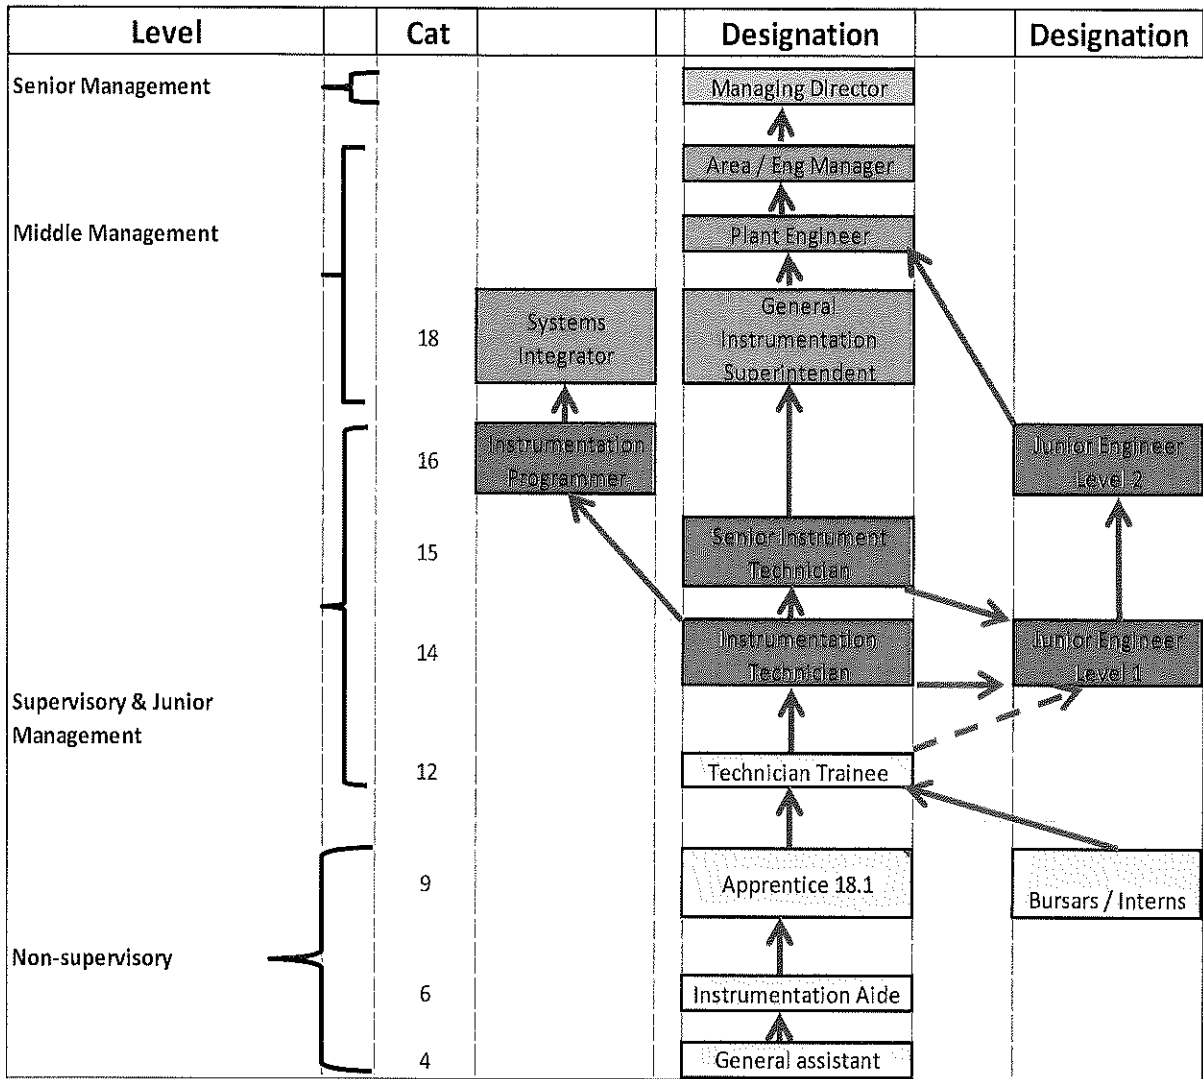 Level Cat Designation Designation
Senior Management
Managing Director
Area / Eng Manager
Middle Management
Plant Engineer
18
Systems
Integrator
General
Instrumentation
Superintendent
16
Instrumentation
Programmer
Junior Engineer
Level 2
15
Senior Instrument
Technician
14
Instrumentation
Technician
Junior Engineer
Level 1
Supervisory & Junior
Management
12
Technician Trainee
9
Apprentice 18.1
Bursars / Interns
Non-supervisory
6
Instrumentation Aide
4
General assistant